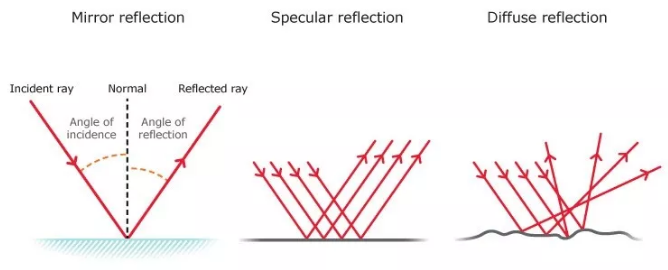 Mirror reflection
Specular reflection
Diffuse reflection
Incident ray
Normal
Reflected ray
Angle of
incidence
Angle of
reflection